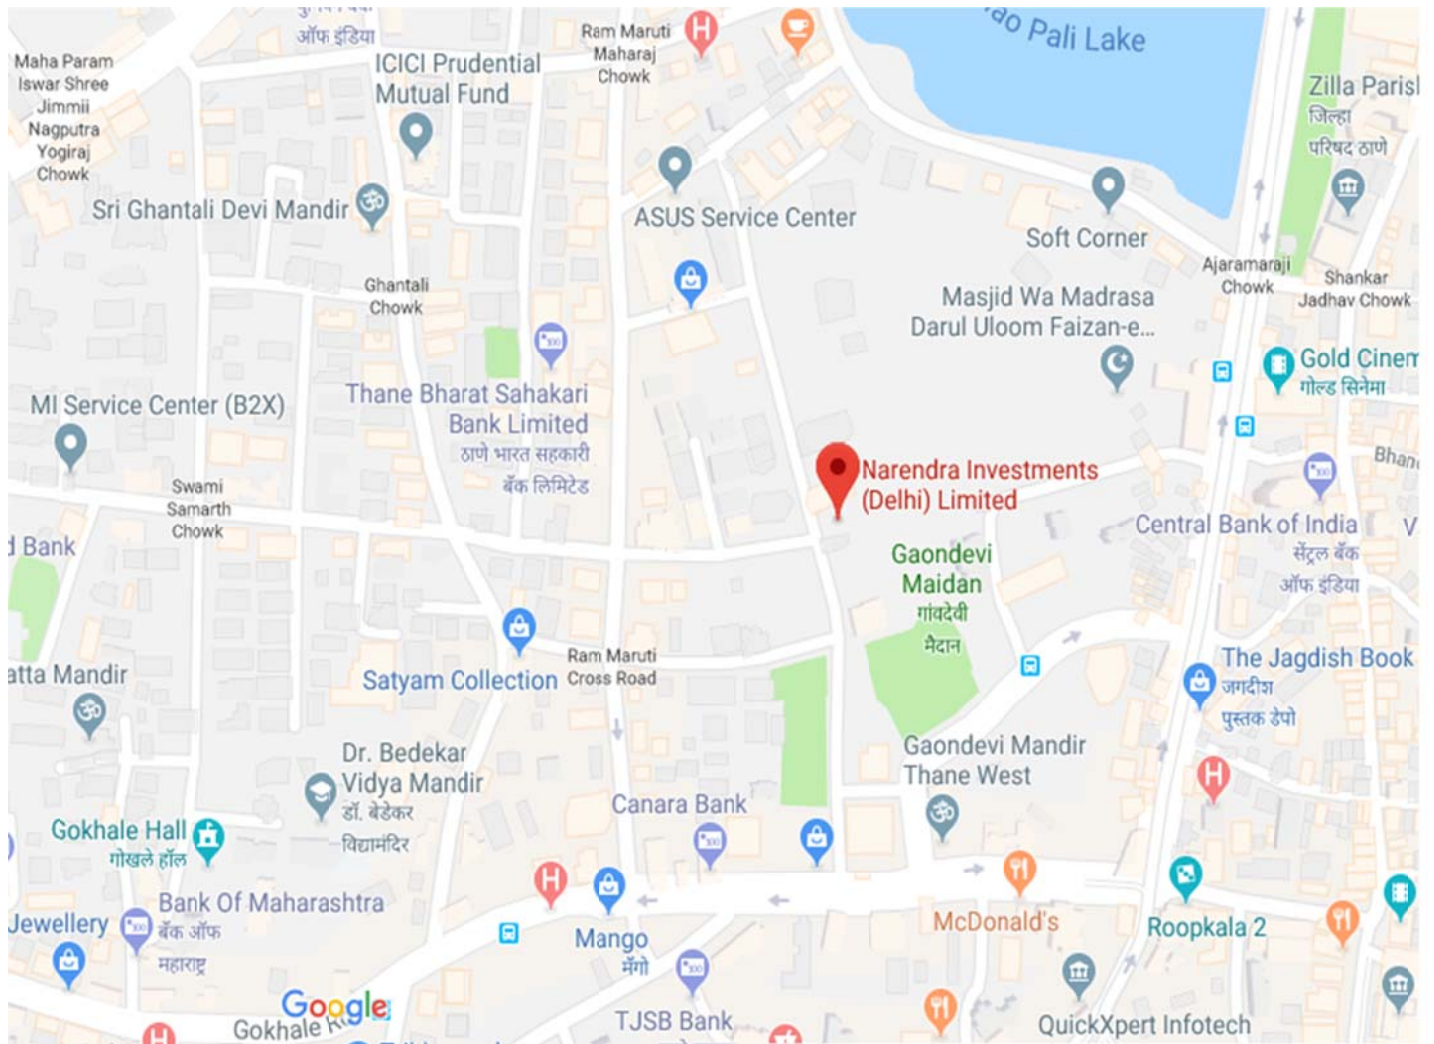 ऑफ इंडिया
Ram Maruti
Maharaj
Chowk
Pali Lake
Maha Param
Iswar Shree
Jimmii
Nagputra
Yogiraj
Chowk
ICICI Prudential
Mutual Fund
Zilla Paris
जिल्हा
परिषद ठाणे
Sri Ghantali Devi Mandir
ASUS Service Center
Soft Corner
Ajaramaraji
Chowk
Shankar
Jadhav Chowk
Ghantali
Chowk
Masjid Wa Madrasa
Darul Uloom Faizan-e...
Gold Cinem
गोल्ड सिनेमा
Thane Bharat Sahakari
Bank Limited
ठाणे भारत सहकारी
बँक लिमिटेड
MI Service Center (B2X)
Swami
Samarth
Chowk
Narendra Investments
(Delhi) Limited
Bhan
Central Bank of India
सेंट्रल बँक
ऑफ इंडिया
V
d Bank
Gaondevi
Maidan
गांवदेवी
मैदान
Satyam Collection
Ram Maruti
Cross Road
The Jagdish Book
जगदीश
पुस्तक डेपो
atta Mandir
Dr. Bedekar
Vidya Mandir
डॉ. बेडेकर
विद्यामंदिर
Gaondevi Mandir
Thane West
Canara Bank
Gokhale Hall
गोखले हॉल
Bank Of Maharashtra
बँक ऑफ
महाराष्ट्र
Jewellery
Mango
मॅंगो
McDonald's
Roopkala 2
Google
Gokhale
TJSB Bank
QuickXpert Infotech